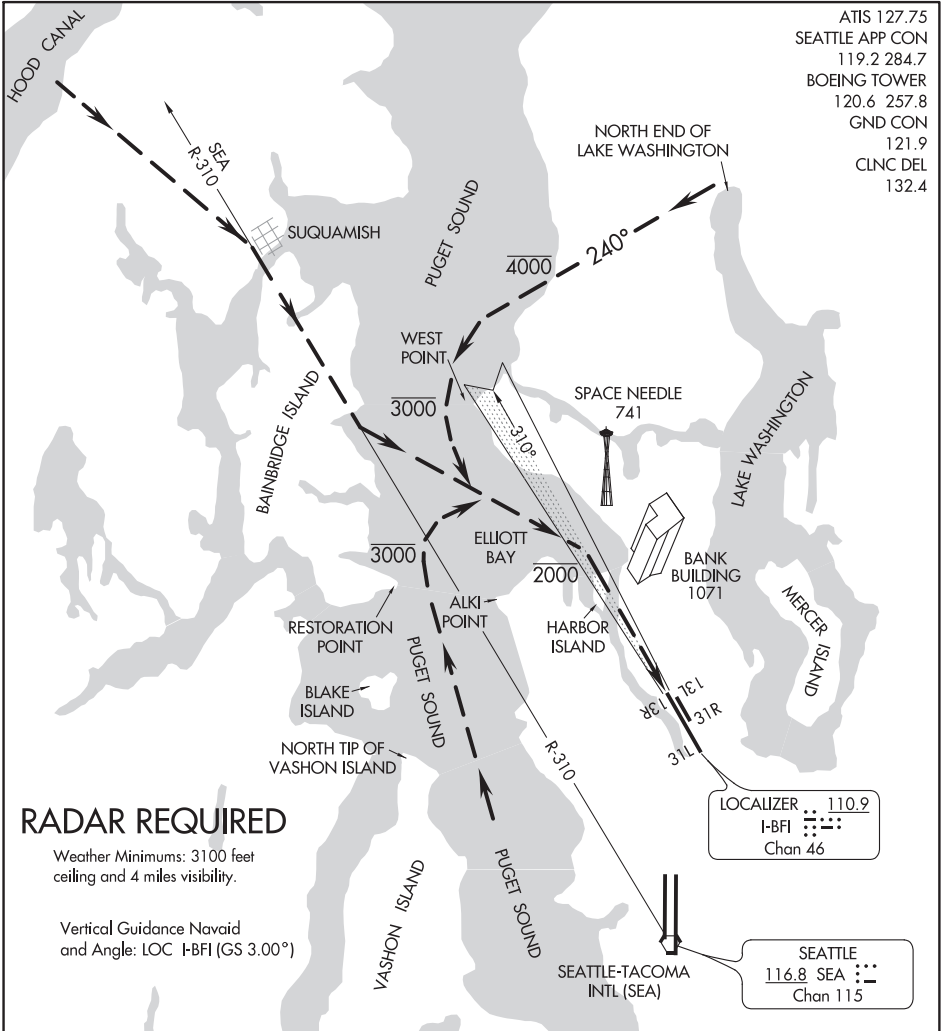 ATIS 127.75
SEATTLE APP CON
119.2 284.7
BOEING TOWER
120.6 257.8
GND CON
121.9
CLNC DEL
132.4
HOOD CANAL
SEA
R-310
SUQUAMISH
PUGET SOUND
NORTH END OF
LAKE WASHINGTON
240°
4000
WEST
POINT
3000
310°
SPACE NEEDLE
741
LAKE WASHINGTON
BAINBRIDGE ISLAND
ELLIOTT
BAY
3000
2000
BANK
BUILDING
1071
MERCER
ISLAND
RESTORATION
POINT
ALKI
POINT
HARBOR
ISLAND
PUGET SOUND
BLAKE
ISLAND
NORTH TIP OF
VASHON ISLAND
13R
13L
31R
31L
R-310
LOCALIZER 110.9
I-BFI
Chan 46
RADAR REQUIRED
Weather Minimums: 3100 feet
ceiling and 4 miles visibility.
Vertical Guidance Navaid
and Angle: LOC I-BFI (GS 3.00°)
VASHON ISLAND
PUGET SOUND
SEATTLE-TACOMA
INTL (SEA)
SEATTLE
116.8 SEA
Chan 115